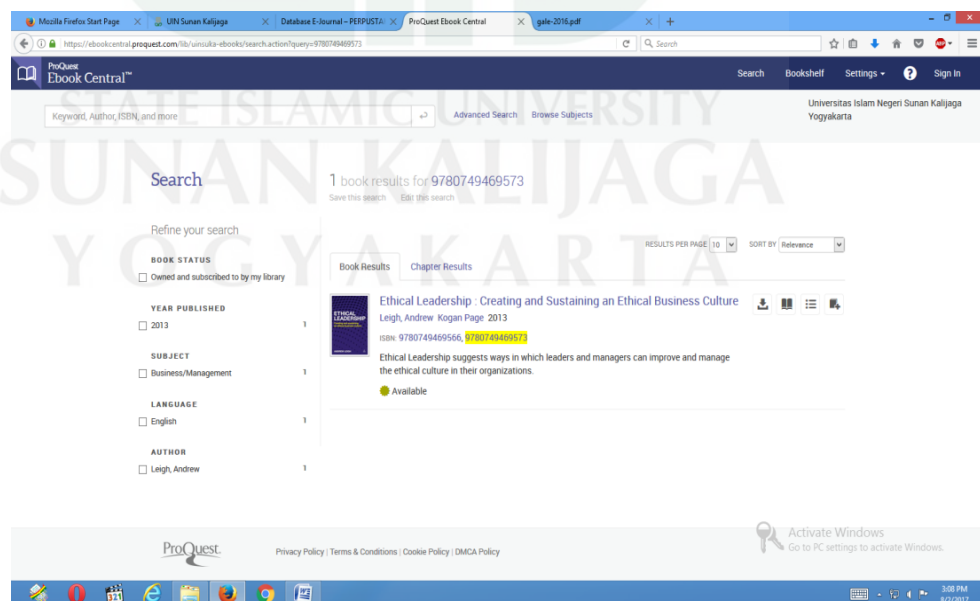 Mozilla Firefox Start Page UIN Sunan Kalijaga Database E-Journal – PERPUSTA ProQuest Ebook Central gale-2016.pdf
https://ebookcentral.proquest.com/lib/uinsuka-ebooks/search.action?query=9780749469573 Search ABP
ProQuest
Ebook Central™ Search Bookshelf Settings ? Sign In
STATE ISLAMIC UNIVERSITY
Keyword, Author, ISBN, and more Advanced Search Browse Subjects Universitas Islam Negeri Sunan Kalijaga
Yogyakarta
SUNAN KALIJAGA
Search 1 book results for 9780749469573
Save this search Edit this search
YOGYAKARTA
Refine your search
RESULTS PER PAGE 10 SORT BY Relevance
BOOK STATUS
Owned and subscribed to by my library
Book Results Chapter Results
YEAR PUBLISHED
2013 1
SUBJECT
Business/Management 1
LANGUAGE
English 1
AUTHOR
Leigh, Andrew 1
ETHICAL
LEADERSHIP
Ethical Leadership : Creating and Sustaining an Ethical Business Culture
Leigh, Andrew Kogan Page 2013
ISBN: 9780749469566, 9780749469573
Ethical Leadership suggests ways in which leaders and managers can improve and manage
the ethical culture in their organizations.
Available
ProQuest. Privacy Policy | Terms & Conditions | Cookie Policy | DMCA Policy
Activate Windows
Go to PC settings to activate Windows.
321
3:08 PM
8/2/2017